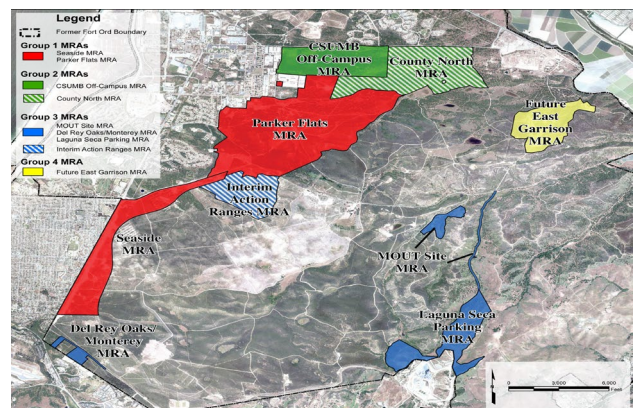 Legend
Former Fort Ord Boundary
Group 1 MRAs
Seaside MRA
Parker Flats MRA
Group 2 MRAs
CSUMB Off-Campus MRA
County North MRA
Group 3 MRAs
MOUT Site MRA
Del Rey Oaks/Monterey MRA
Laguna Seca Parking MRA
Interim Action Ranges MRA
Group 4 MRA
Future East Garrison MRA
CSUMB
Off-Campus
MRA
County North
MRA
Future
East
Garrison
MRA
Parker Flats
MRA
Interim
Action
Ranges MRA
Seaside
MRA
MOUT Site
MRA
Laguna Seca
Parking
MRA
Del Rey Oaks/
Monterey
MRA
0 3,000 6,000
Feet